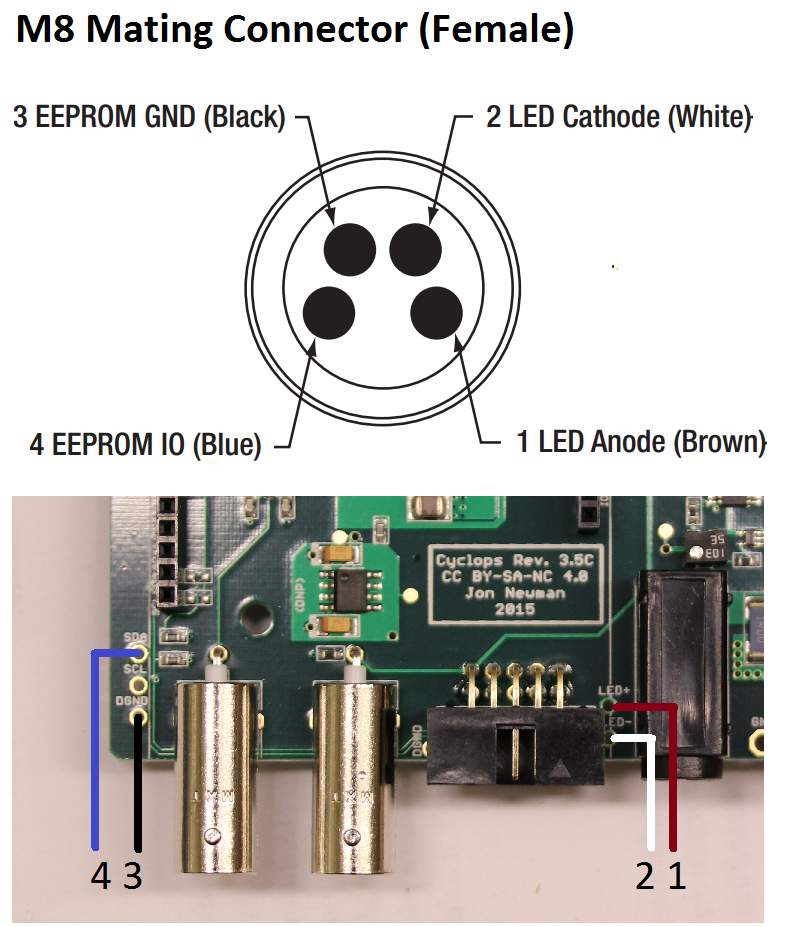 M8 Mating Connector (Female)
3 EEPROM GND (Black)
2 LED Cathode (White)
4 EEPROM IO (Blue)
1 LED Anode (Brown)
35
E01
Cyclops Rev. 3.5C
CC BY-SA-NC 4.0
Jon Newman
2015
(DNP)
SDA
SCL
DGND
LED+
LED-
DGND
4 3
2 1